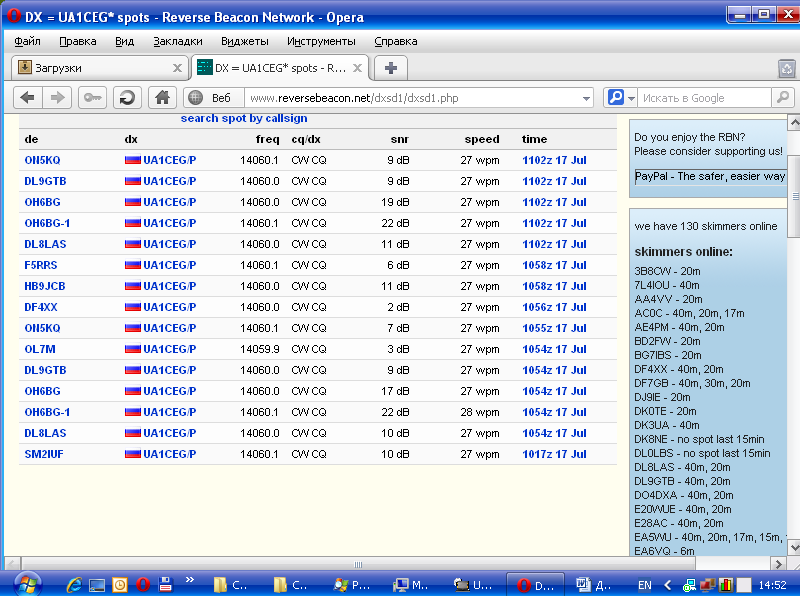 DX = UA1CEG* spots - Reverse Beacon Network - Opera
Файл Правка Вид Закладки Виджеты Инструменты Справка
Загрузки DX = UA1CEG* spots - R...
Веб www.reversebeacon.net/dxsd1/dxsd1.php Искать в Google
search spot by callsign
de dx freq cq/dx snr speed time
ON5KQ UA1CEG/P 14060.1 CW CQ 9 dB 27 wpm 1102z 17 Jul
DL9GTB UA1CEG/P 14060.0 CW CQ 9 dB 27 wpm 1102z 17 Jul
OH6BG UA1CEG/P 14060.0 CW CQ 19 dB 27 wpm 1102z 17 Jul
OH6BG-1 UA1CEG/P 14060.1 CW CQ 22 dB 27 wpm 1102z 17 Jul
DL8LAS UA1CEG/P 14060.0 CW CQ 11 dB 27 wpm 1102z 17 Jul
F5RRS UA1CEG/P 14060.1 CW CQ 6 dB 27 wpm 1058z 17 Jul
HB9JCB UA1CEG/P 14060.0 CW CQ 11 dB 27 wpm 1058z 17 Jul
DF4XX UA1CEG/P 14060.0 CW CQ 2 dB 27 wpm 1056z 17 Jul
ON5KQ UA1CEG/P 14060.1 CW CQ 7 dB 27 wpm 1055z 17 Jul
OL7M UA1CEG/P 14059.9 CW CQ 3 dB 27 wpm 1054z 17 Jul
DL9GTB UA1CEG/P 14060.0 CW CQ 9 dB 27 wpm 1054z 17 Jul
OH6BG UA1CEG/P 14060.0 CW CQ 17 dB 27 wpm 1054z 17 Jul
OH6BG-1 UA1CEG/P 14060.1 CW CQ 22 dB 28 wpm 1054z 17 Jul
DL8LAS UA1CEG/P 14060.0 CW CQ 10 dB 27 wpm 1054z 17 Jul
SM2IUF UA1CEG/P 14060.1 CW CQ 10 dB 27 wpm 1017z 17 Jul
Do you enjoy the RBN?
Please consider supporting us!
PayPal - The safer, easier way
we have 130 skimmers online
skimmers online:
3B8CW - 20m
7L4IOU - 40m
AA4VV - 20m
AC0C - 40m, 20m, 17m
AE4PM - 40m, 20m
BD2FW - 20m
BG7IBS - 20m
DF4XX - 40m, 20m
DF7GB - 40m, 30m, 20m
DJ9IE - 20m
DK0TE - 20m
DK3UA - 40m
DK8NE - no spot last 15min
DL0LBS - no spot last 15min
DL8LAS - 40m, 20m
DL9GTB - 40m, 20m
DO4DXA - 40m, 20m
E20WUE - 40m, 20m
E28AC - 40m, 20m
EA5WU - 40m, 20m, 17m, 15m,
EA6VQ - 6m
С... С... P... М... U... D... Д... EN 14:52